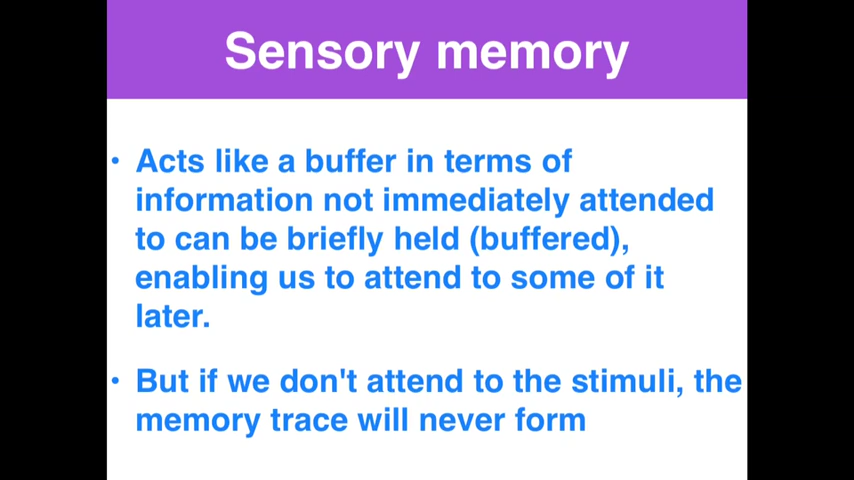 Sensory memory
• Acts like a buffer in terms of
information not immediately attended
to can be briefly held (buffered),
enabling us to attend to some of it
later.
• But if we don't attend to the stimuli, the
memory trace will never form